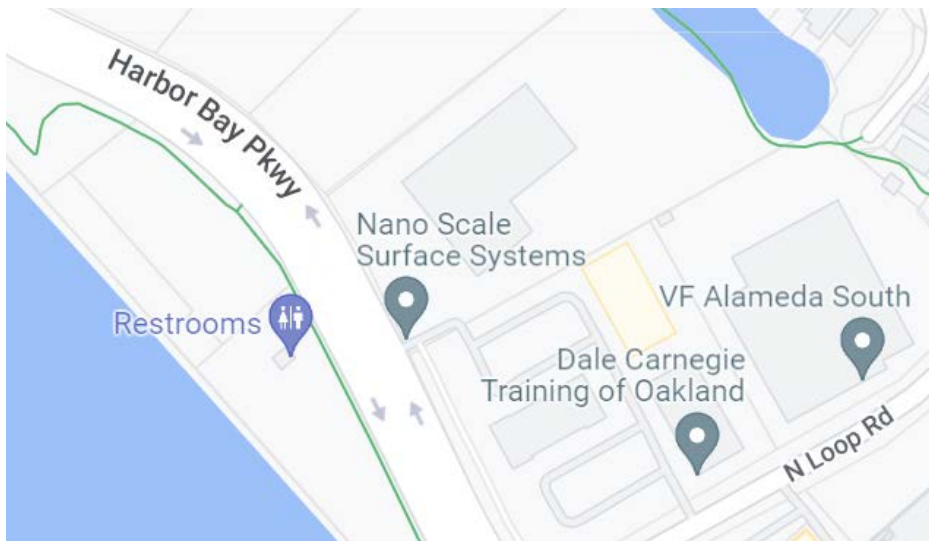 Harbor Bay Pkwy
Nano Scale
Surface Systems
VF Alameda South
Restrooms
Dale Carnegie
Training of Oakland
N Loop Rd